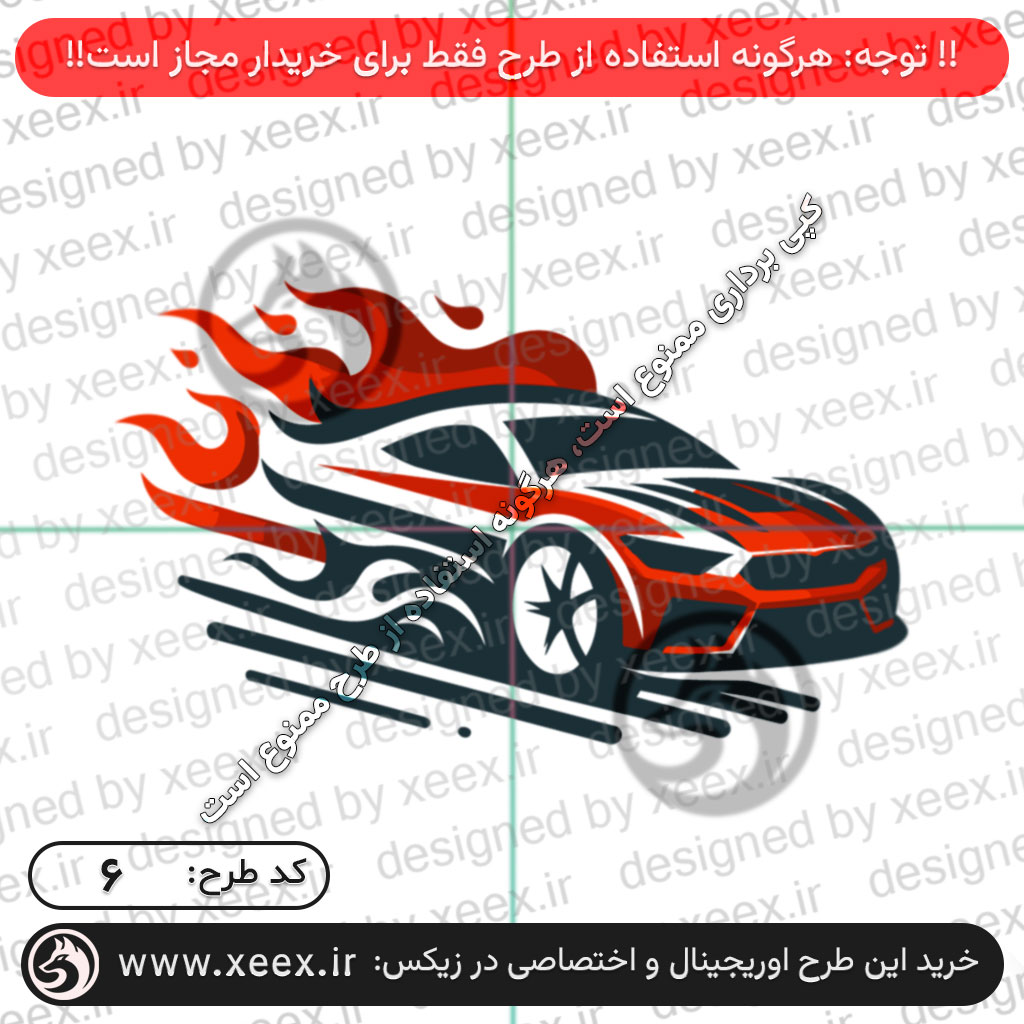 !! توجه: هرگونه استفاده از طرح فقط برای خریدار مجاز است!!
designed by xeex.ir
کپی برداری ممنوع است، هرگونه استفاده از طرح ممنوع است
کد طرح: ۶
خرید این طرح اوریجینال و اختصاصی در زیکس: www.xeex.ir